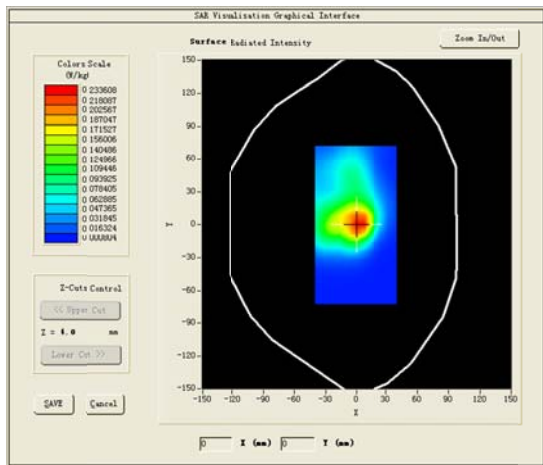 SAR Visualisation Graphical Interface
Surface Radiated Intensity
Zoom In/Out
Colors Scale
(W/kg)
0.233608
0.218087
0.202567
0.187047
0.171527
0.156006
0.140486
0.124966
0.109446
0.093925
0.078405
0.062885
0.047365
0.031845
0.016324
0.000804
150
120
90
60
30
Y
0
-30
-60
-90
-120
-150
-150 -120 -90 -60 -30 0 30 60 90 120 150
X
Z-Cuts Control
<< Upper Cut
Z = 4.0 mm
Lower Cut >>
SAVE Cancel
0 X (mm) 0 Y (mm)